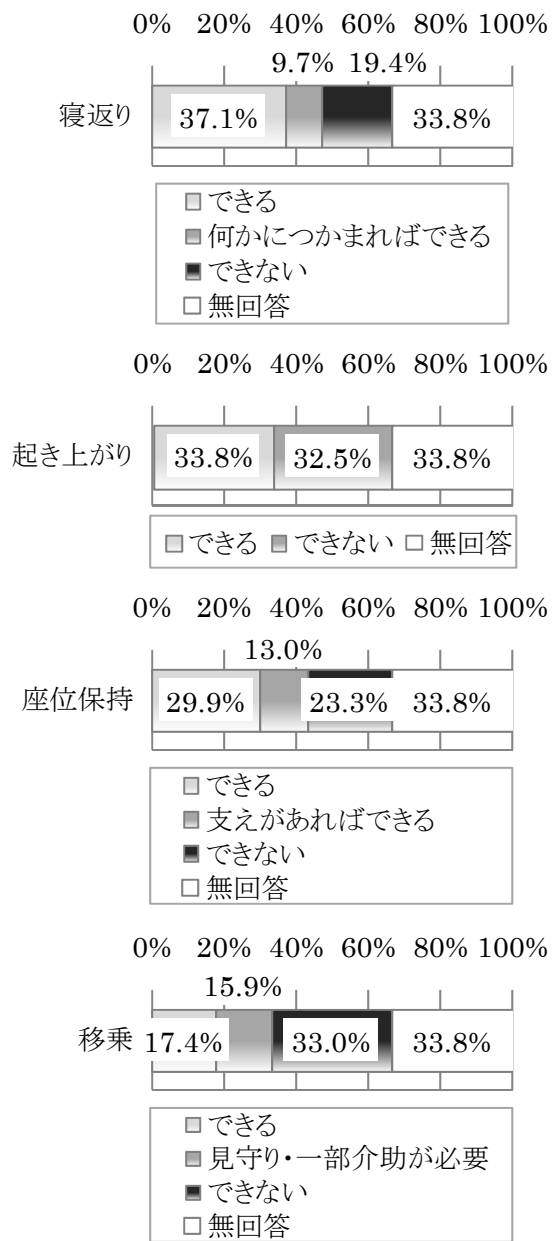 0% 20% 40% 60% 80% 100%
9.7% 19.4%
寝返り 37.1% 33.8%
できる
何かにつかまればできる
できない
無回答
0% 20% 40% 60% 80% 100%
起き上がり 33.8% 32.5% 33.8%
できる できない 無回答
0% 20% 40% 60% 80% 100%
13.0%
座位保持 29.9% 23.3% 33.8%
できる
支えがあればできる
できない
無回答
0% 20% 40% 60% 80% 100%
15.9%
移乗 17.4% 33.0% 33.8%
できる
見守り・一部介助が必要
できない
無回答